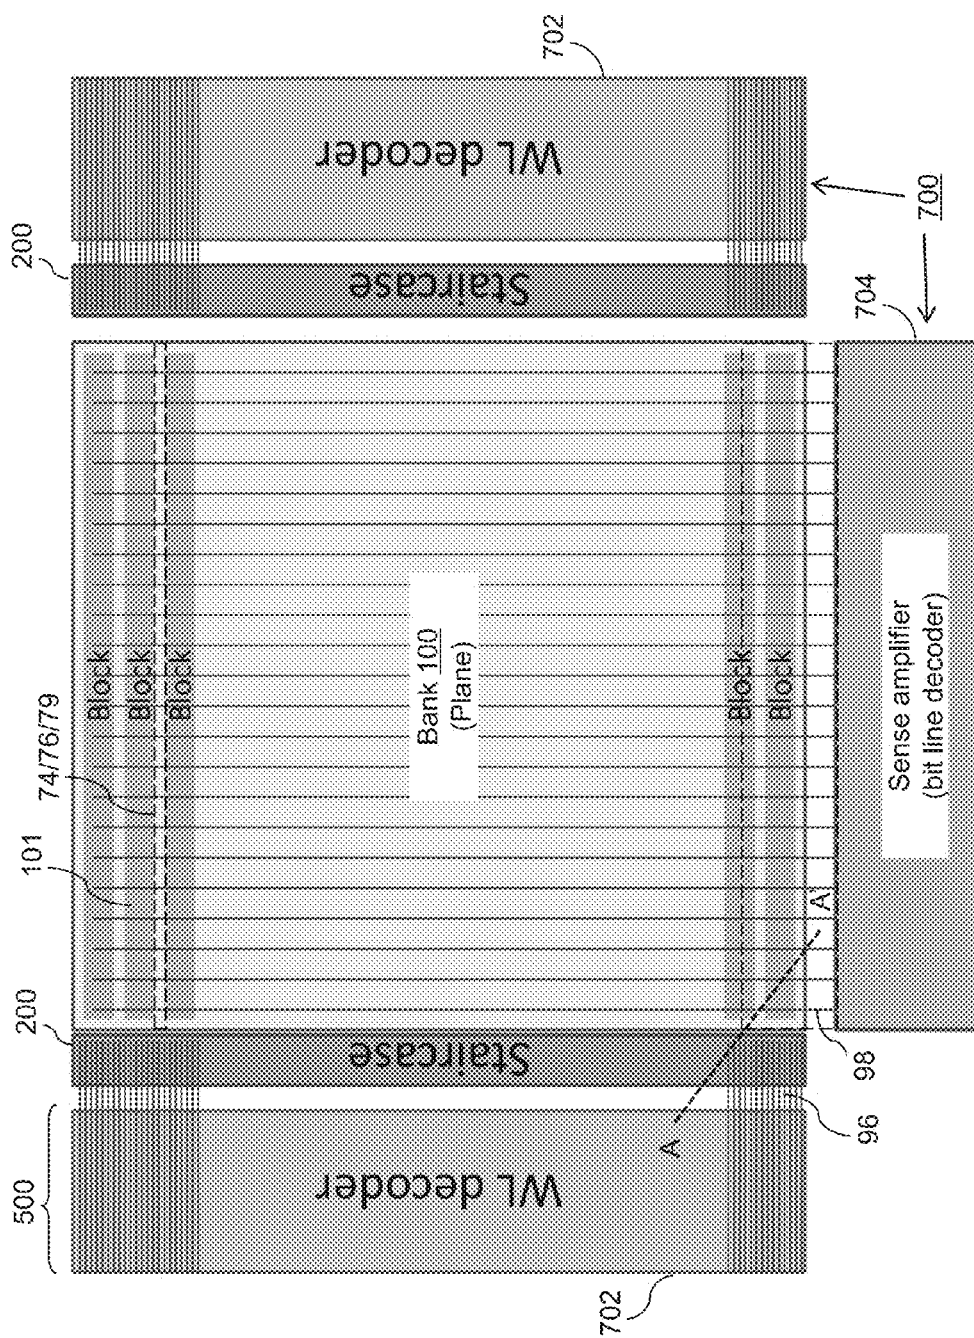 500
702
WL decoder
96
A
200
Staircase
98
A'
101
74/76/79
Block
Block
Block
Bank 100
(Plane)
Block
Block
Sense amplifier
(bit line decoder)
704
700
200
Staircase
WL decoder
702